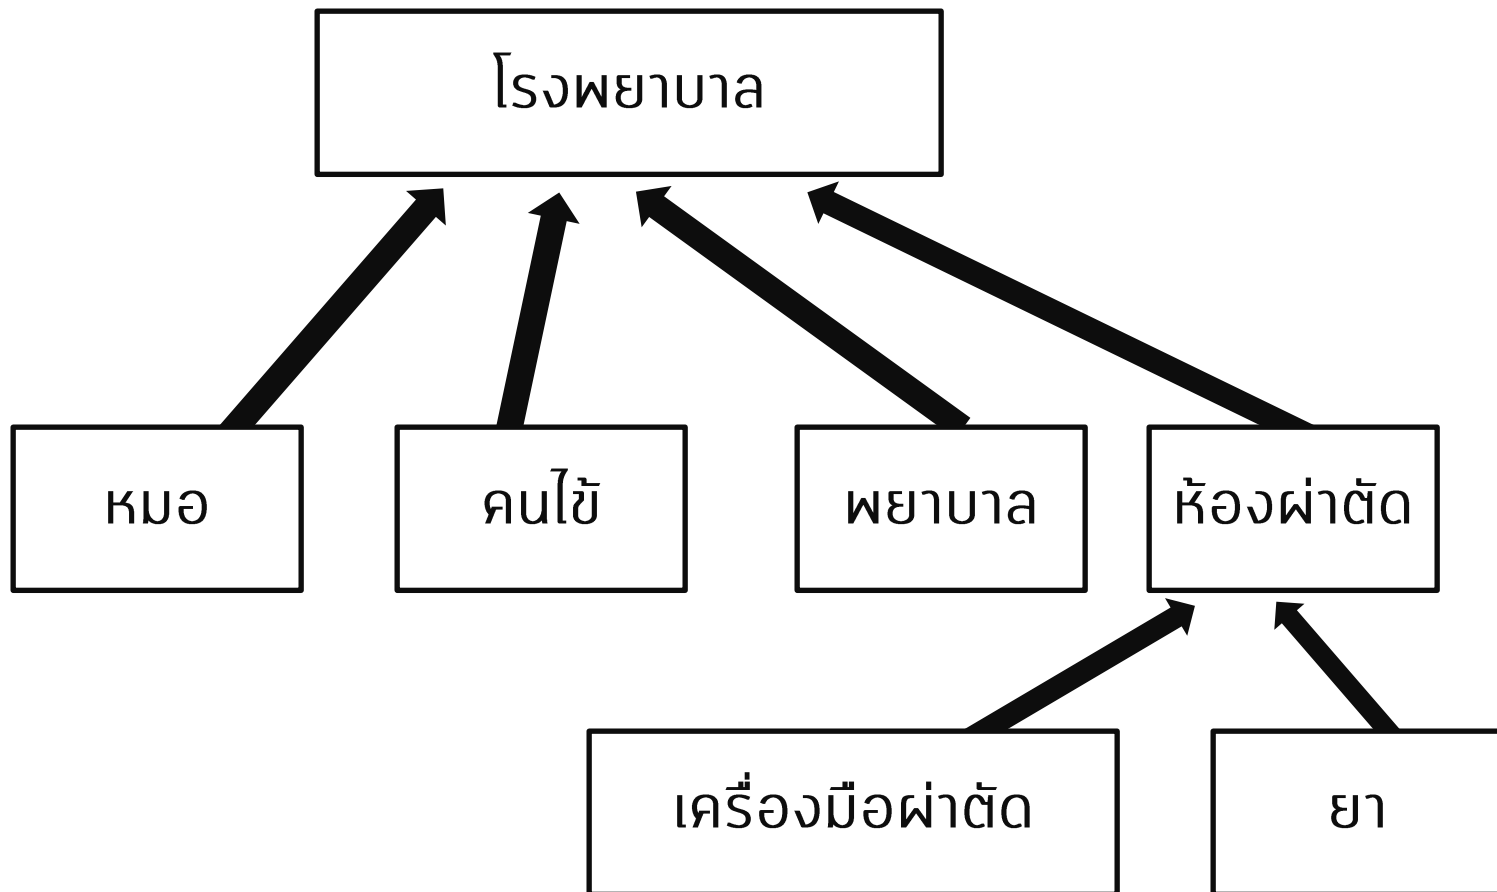 โรงพยาบาล
หมอ
คนไข้
พยาบาล
ห้องผ่าตัด
เครื่องมือผ่าตัด
ยา